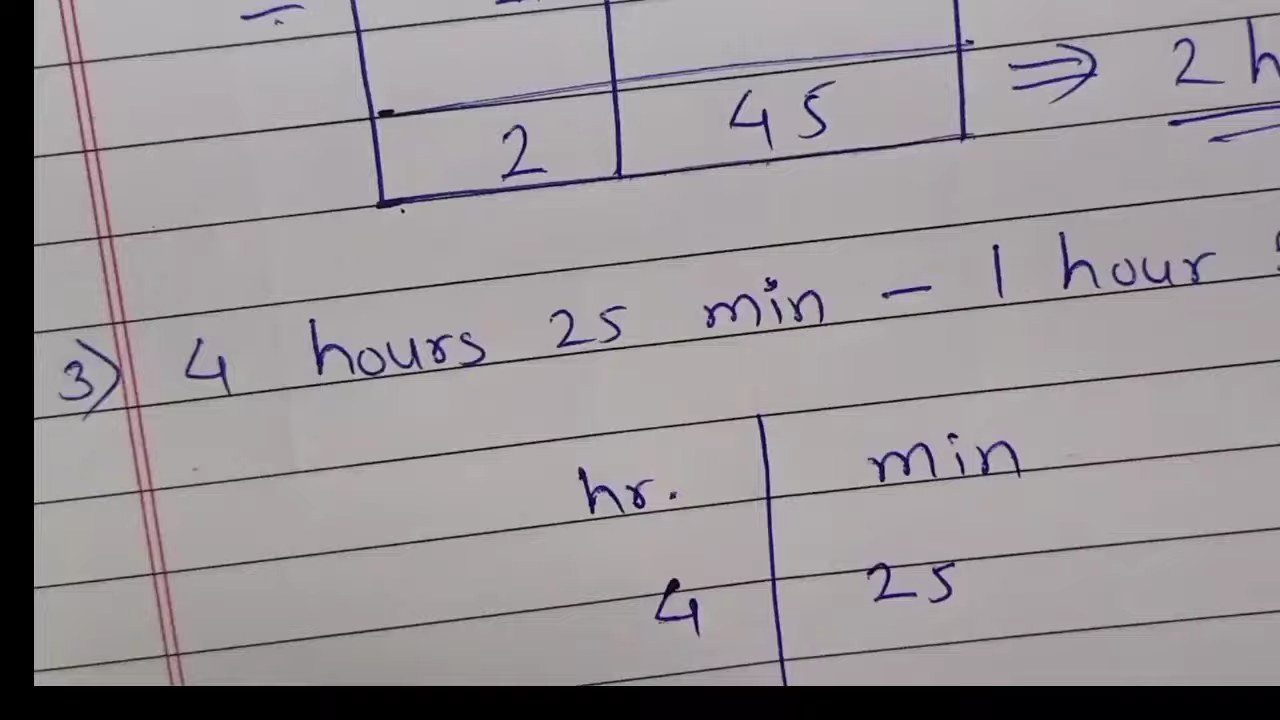 2 45 ⇒ 2 h
3) 4 hours 25 min - 1 hour
hr. min
4 25